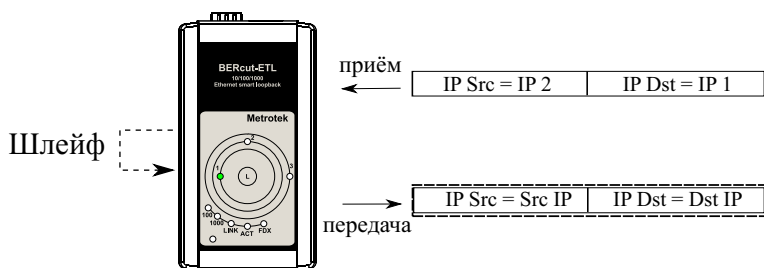 BERcut-ETL
10/100/1000
Ethernet smart loopback
Metrotek
2
1
3
L
100
1000
LINK
ACT
FDX
Шлейф
приём
IP Src = IP 2
IP Dst = IP 1
IP Src = Src IP
IP Dst = Dst IP
передача